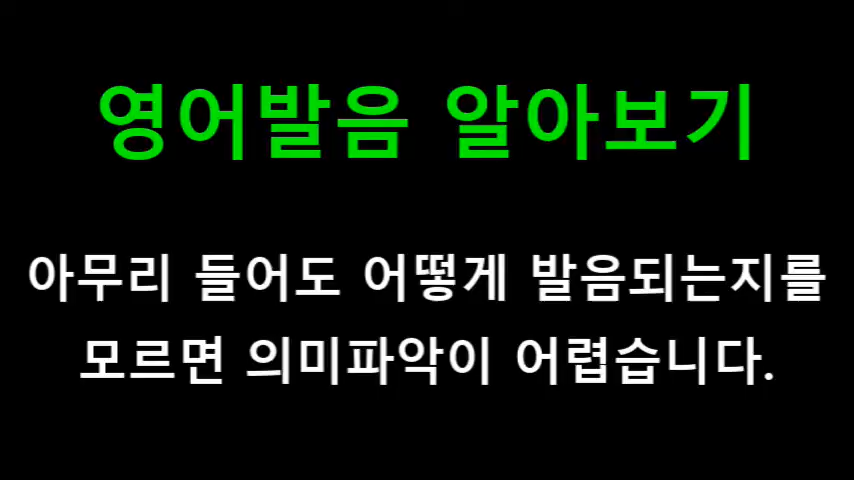 영어발음 알아보기
아무리 들어도 어떻게 발음되는지를
모르면 의미파악이 어렵습니다.